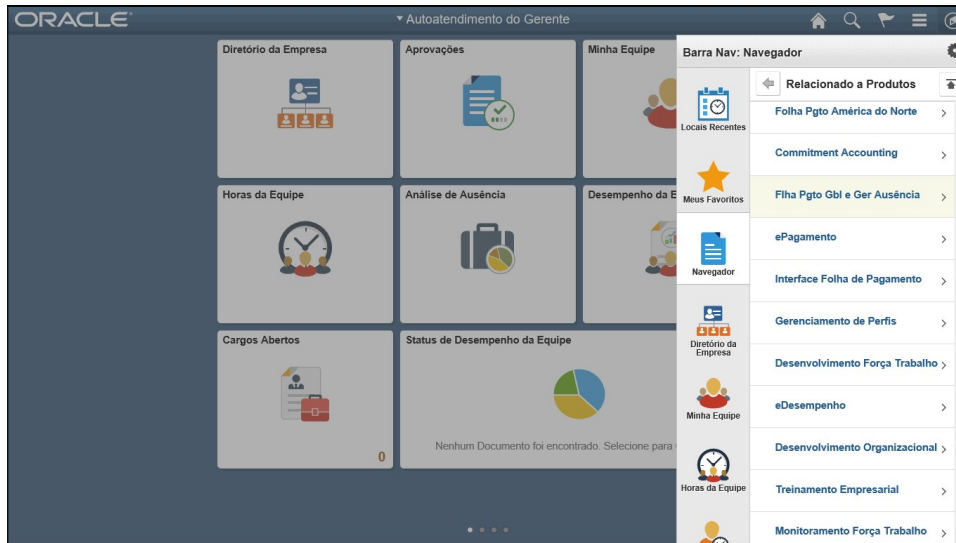 ORACLE
Autoatendimento do Gerente
Diretório da Empresa
Aprovações
Minha Equipe
Horas da Equipe
Análise de Ausência
Desempenho da E
Cargos Abertos
0
Status de Desempenho da Equipe
Nenhum Documento foi encontrado. Selecione para
Barra Nav: Navegador
Locais Recentes
Meus Favoritos
Navegador
Diretório da
Empresa
Minha Equipe
Horas da Equipe
Relacionado a Produtos
Folha Pgto América do Norte
Commitment Accounting
Flha Pgto Gbl e Ger Ausência
ePagamento
Interface Folha de Pagamento
Gerenciamento de Perfis
Desenvolvimento Força Trabalho
eDesempenho
Desenvolvimento Organizacional
Treinamento Empresarial
Monitoramento Força Trabalho